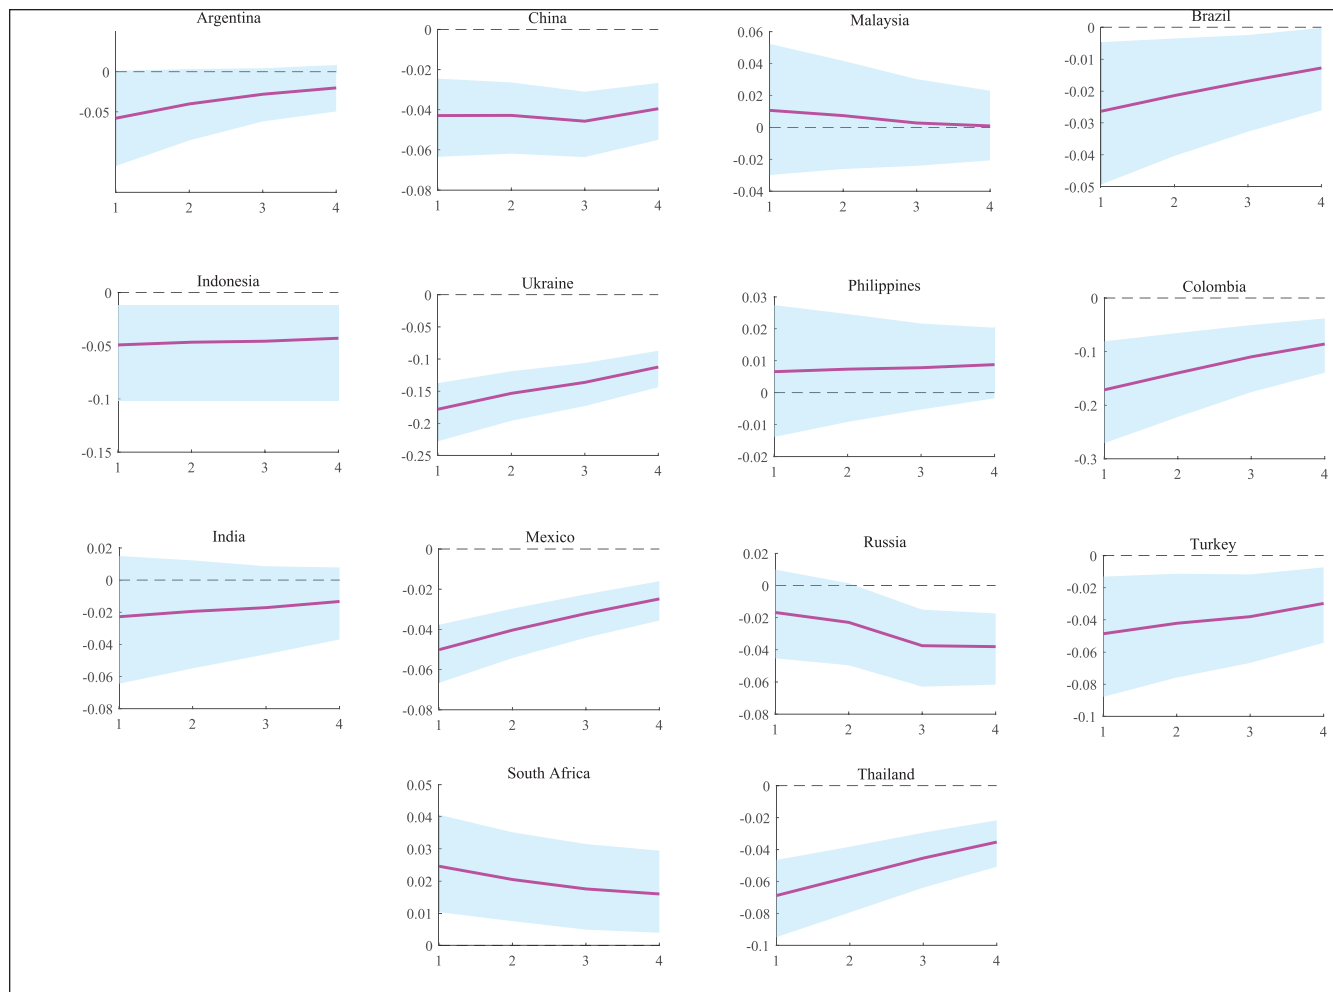 Argentina
0
-0.05
1 2 3 4
China
0
-0.02
-0.04
-0.06
-0.08
1 2 3 4
Malaysia
0.06
0.04
0.02
0
-0.02
-0.04
1 2 3 4
Brazil
0
-0.01
-0.02
-0.03
-0.04
-0.05
1 2 3 4
Indonesia
0
-0.05
-0.1
-0.15
1 2 3 4
Ukraine
0
-0.05
-0.1
-0.15
-0.2
-0.25
1 2 3 4
Philippines
0.03
0.02
0.01
0
-0.01
-0.02
1 2 3 4
Colombia
0
-0.1
-0.2
-0.3
1 2 3 4
India
0.02
0
-0.02
-0.04
-0.06
-0.08
1 2 3 4
Mexico
0
-0.02
-0.04
-0.06
-0.08
1 2 3 4
Russia
0.02
0
-0.02
-0.04
-0.06
-0.08
1 2 3 4
Turkey
0
-0.02
-0.04
-0.06
-0.08
-0.1
1 2 3 4
South Africa
0.05
0.04
0.03
0.02
0.01
0
1 2 3 4
Thailand
0
-0.02
-0.04
-0.06
-0.08
-0.1
1 2 3 4